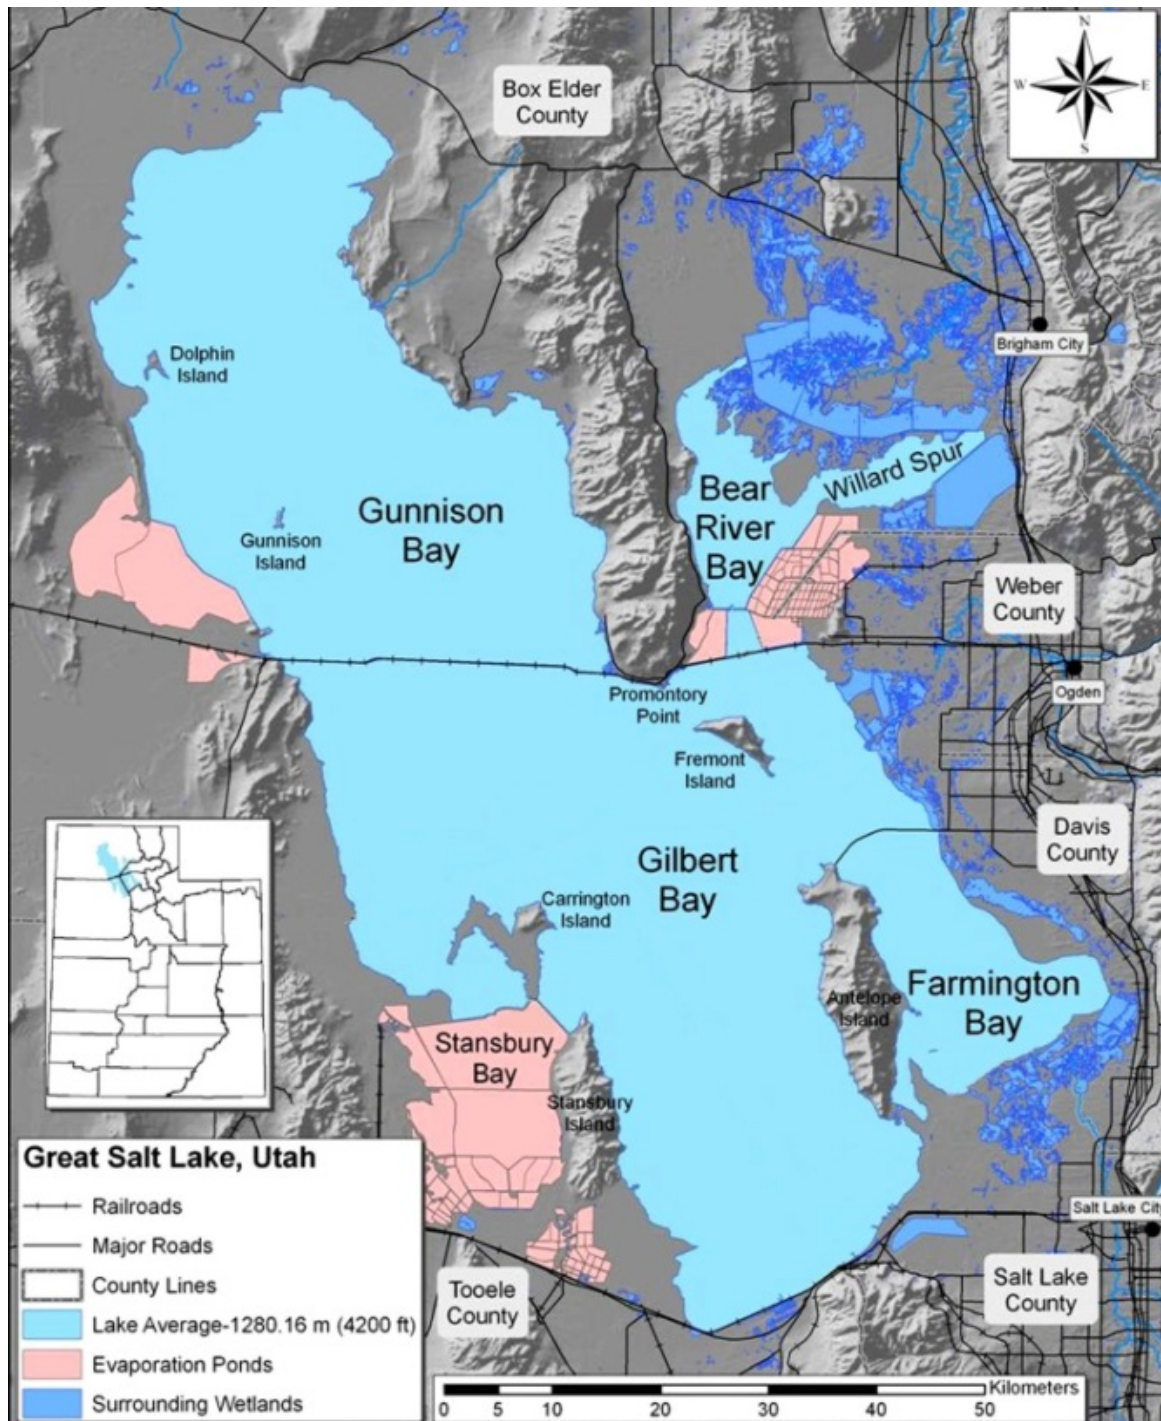 N
W
E
S
Box Elder
County
Brigham City
Dolphin
Island
Willard Spur
Bear
River
Bay
Gunnison
Bay
Gunnison
Island
Weber
County
Ogden
Promontory
Point
Fremont
Island
Davis
County
Gilbert
Bay
Carrington
Island
Farmington
Bay
Antelope
Island
Stansbury
Bay
Stansbury
Island
Salt Lake City
Tooele
County
Salt Lake
County
Great Salt Lake, Utah
Railroads
Major Roads
County Lines
Lake Average-1280.16 m (4200 ft)
Evaporation Ponds
Surrounding Wetlands
Kilometers
0 5 10 20 30 40 50